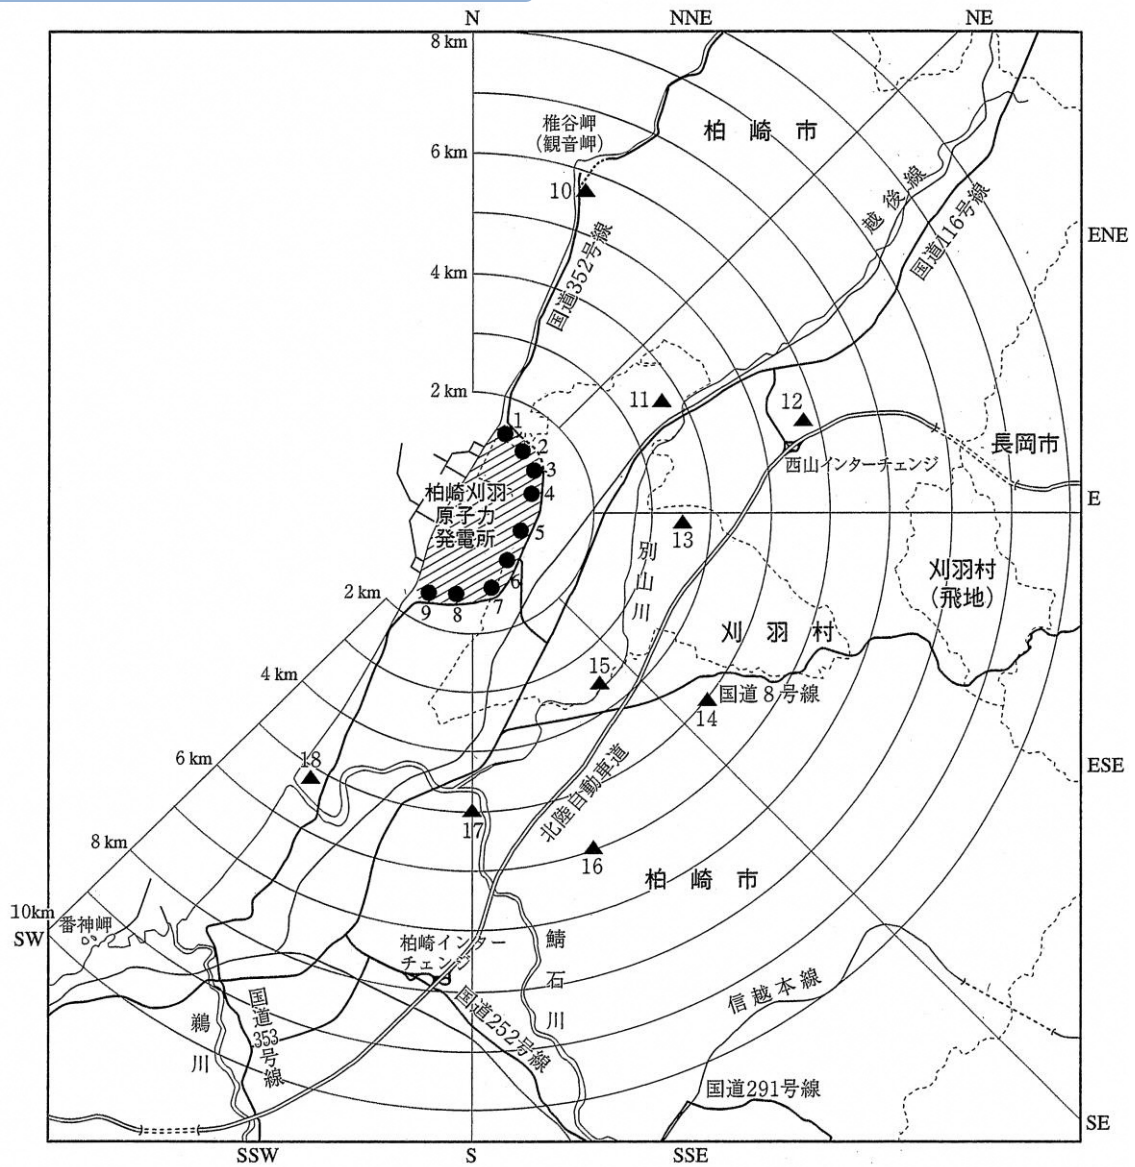 N
NNE
NE
8 km
椎谷岬
(観音岬)
柏崎市
6 km
10
越後線
国道116号線
ENE
国道352号線
4 km
2 km
11
12
1
2
3
4
5
6
7
8
9
柏崎刈羽
原子力
発電所
西山インターチェンジ
長岡市
E
13
別山川
刈羽村
(飛地)
2 km
刈羽村
15
国道8号線
14
4 km
18
6 km
北陸自動車道
ESE
17
16
8 km
柏崎市
10km
番神岬
SW
柏崎インター
チェンジ
鯖石川
信越本線
国道252号線
国道353号線
鵜川
国道291号線
SE
SSW
S
SSE